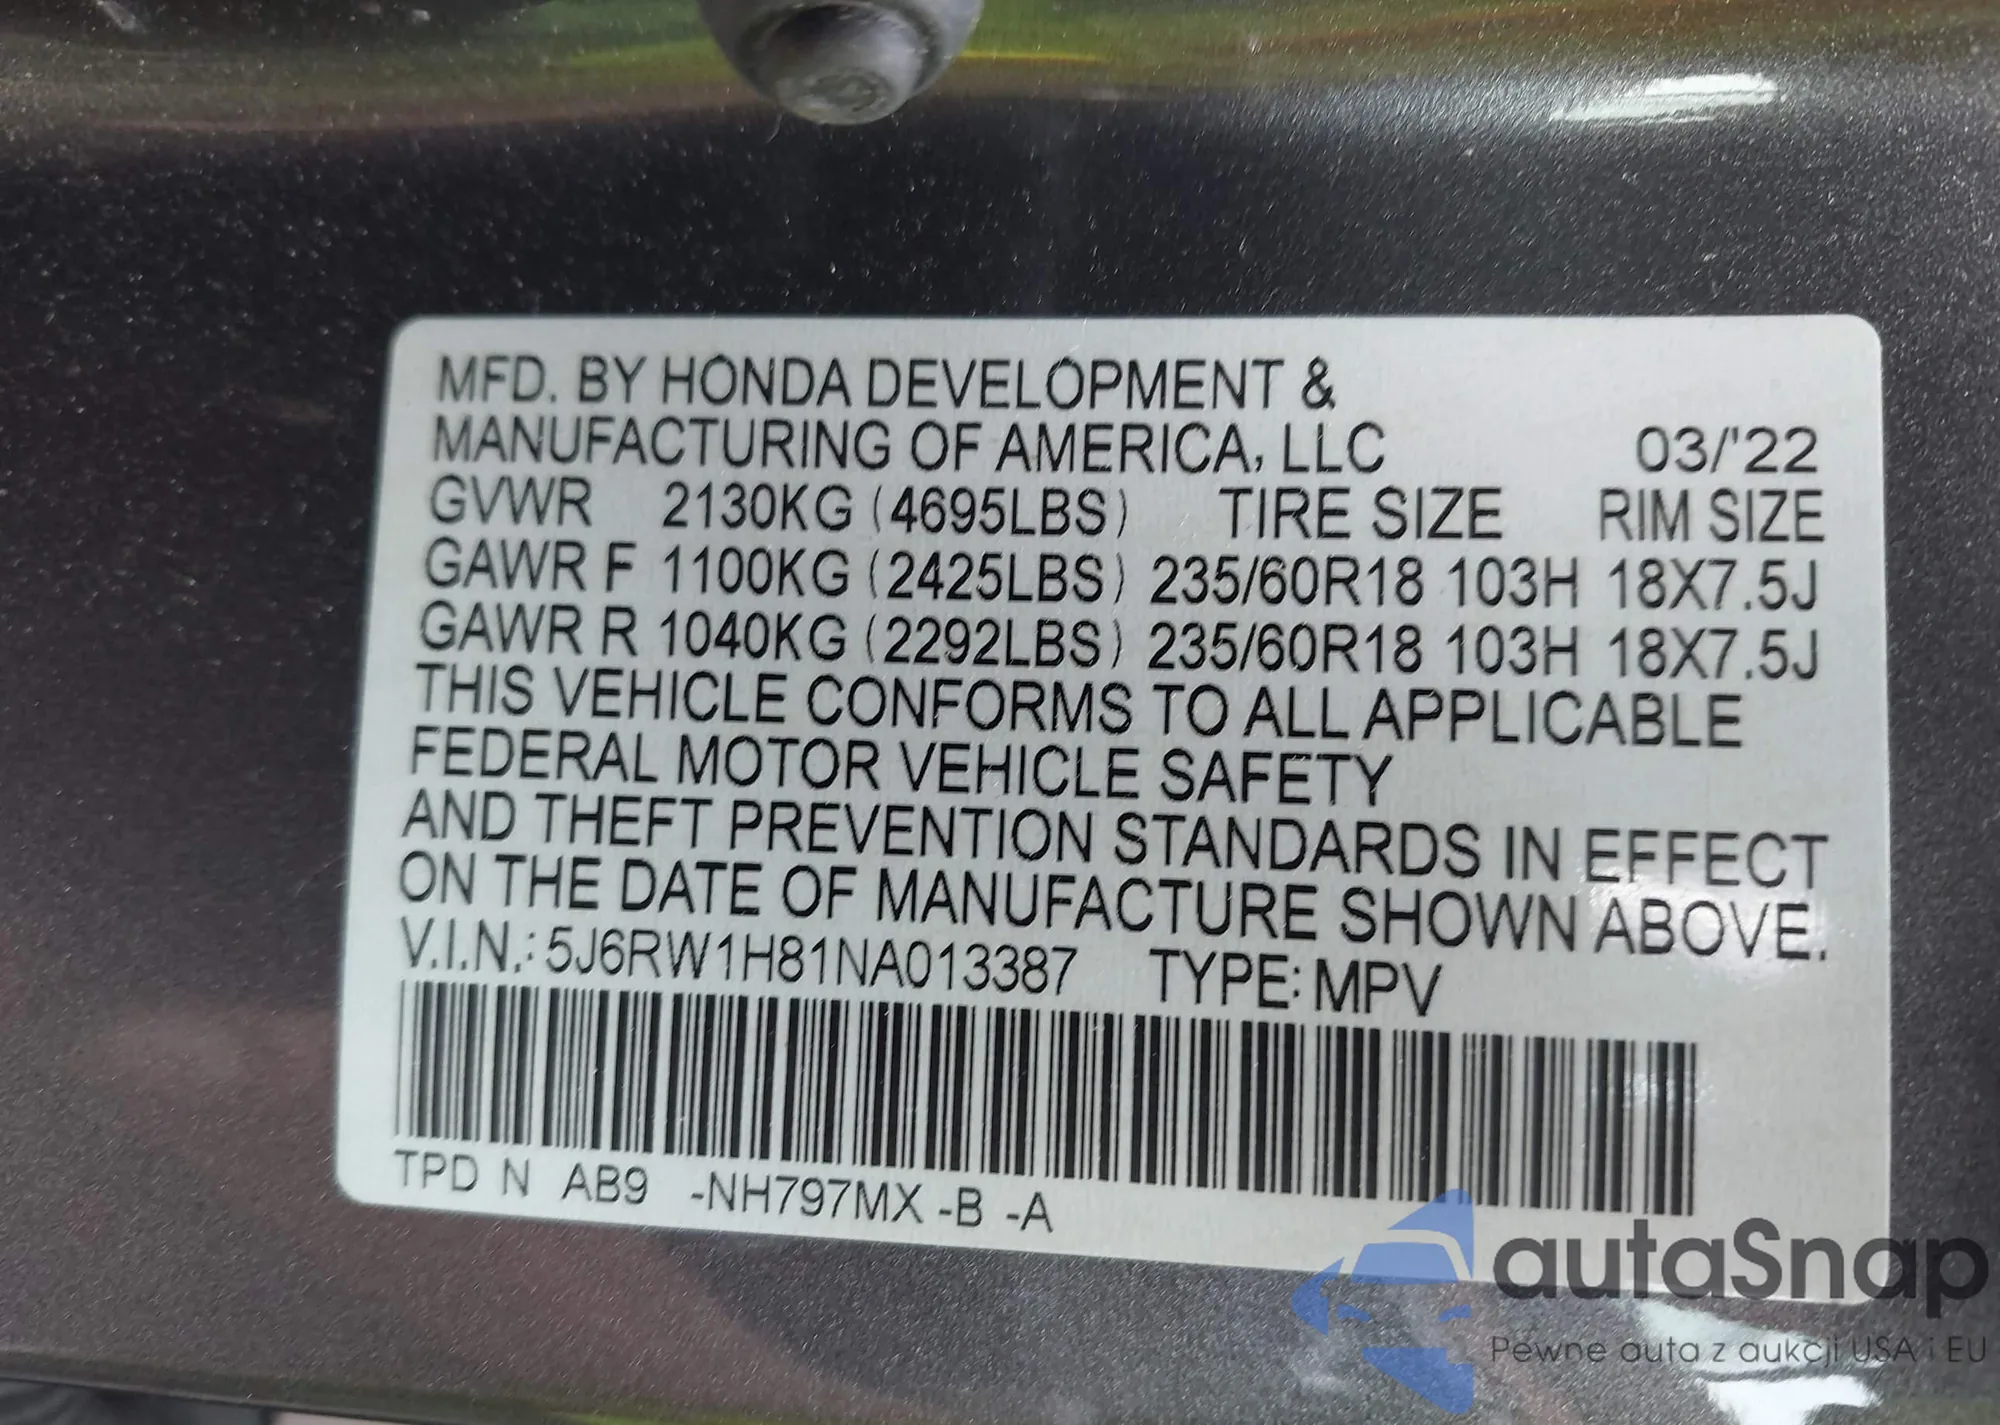 MFD. BY HONDA DEVELOPMENT &
MANUFACTURING OF AMERICA, LLC 03/'22
GVWR 2130KG (4695LBS) TIRE SIZE RIM SIZE
GAWR F 1100KG (2425LBS) 235/60R18 103H 18X7.5J
GAWR R 1040KG (2292LBS) 235/60R18 103H 18X7.5J
THIS VEHICLE CONFORMS TO ALL APPLICABLE
FEDERAL MOTOR VEHICLE SAFETY
AND THEFT PREVENTION STANDARDS IN EFFECT
ON THE DATE OF MANUFACTURE SHOWN ABOVE.
V.I.N.: 5J6RW1H81NA013387 TYPE: MPV
TPD N AB9 -NH797MX -B -A
autaSnap
Pewne auta z aukcji USA i EU